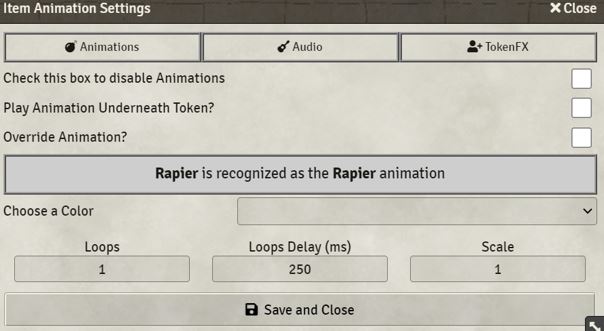 Item Animation Settings
Close
Animations
Audio
TokenFX
Check this box to disable Animations
Play Animation Underneath Token?
Override Animation?
Rapier is recognized as the Rapier animation
Choose a Color
Loops
Loops Delay (ms)
Scale
1
250
1
Save and Close